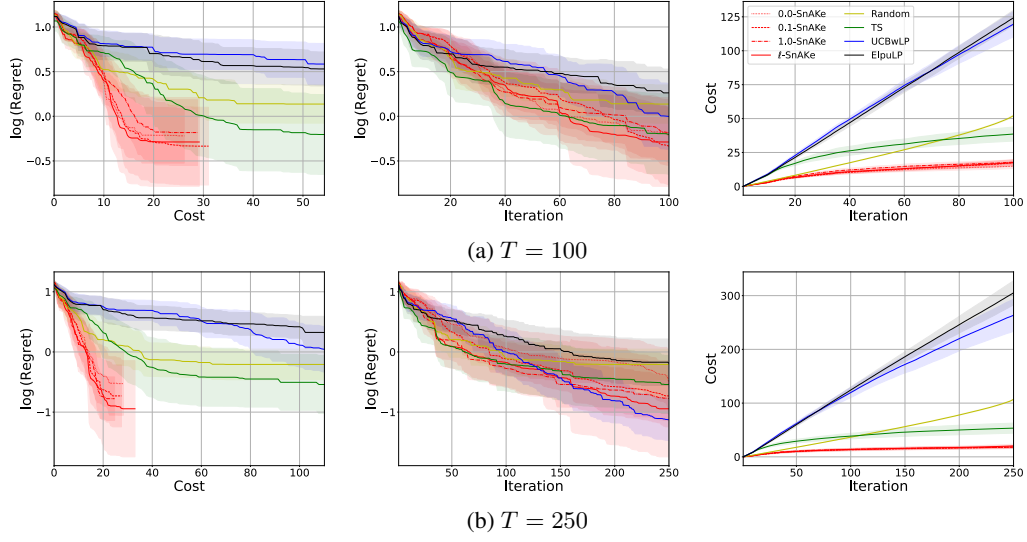 1.0
0.5
0.0
−0.5
log (Regret)
0 10 20 30 40 50
Cost
1.0
0.5
0.0
−0.5
log (Regret)
20 40 60 80 100
Iteration
125
100
75
50
25
0
Cost
20 40 60 80 100
Iteration
0.0-SnAKe
0.1-SnAKe
1.0-SnAKe
ℓ-SnAKe
Random
TS
UCBwLP
EIpuLP
(a) T = 100
1
0
−1
log (Regret)
0 20 40 60 80 100
Cost
1
0
−1
log (Regret)
50 100 150 200 250
Iteration
300
200
100
0
Cost
50 100 150 200 250
Iteration
(b) T = 250